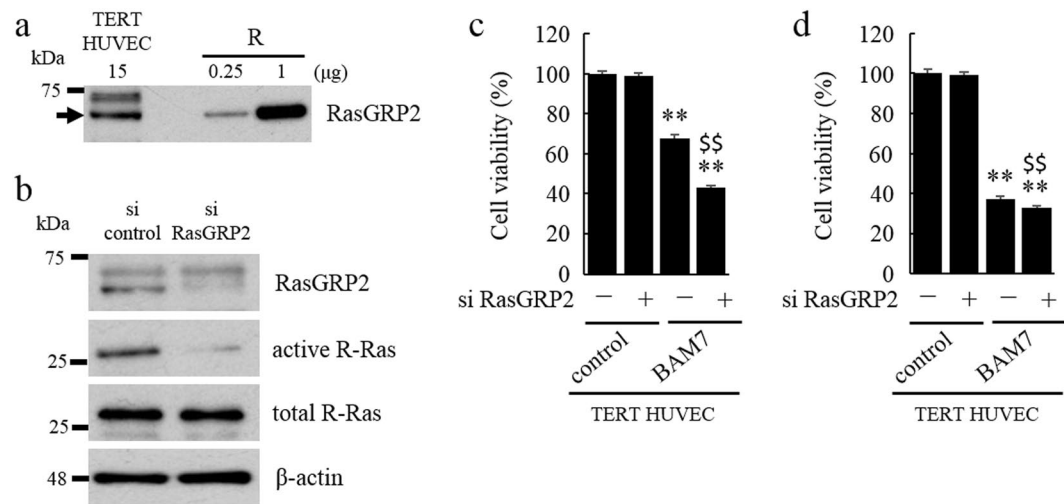 a
TERT
HUVEC
R
kDa
15
0.25
1
(μg)
75
RasGRP2
b
si
control
si
RasGRP2
kDa
75
RasGRP2
25
active R-Ras
25
total R-Ras
48
β-actin
c
Cell viability (%)
120
100
80
60
40
20
0
**
$$
**
si RasGRP2 − + − +
control
BAM7
TERT HUVEC
d
Cell viability (%)
120
100
80
60
40
20
0
**
$$
**
si RasGRP2 − + − +
control
BAM7
TERT HUVEC